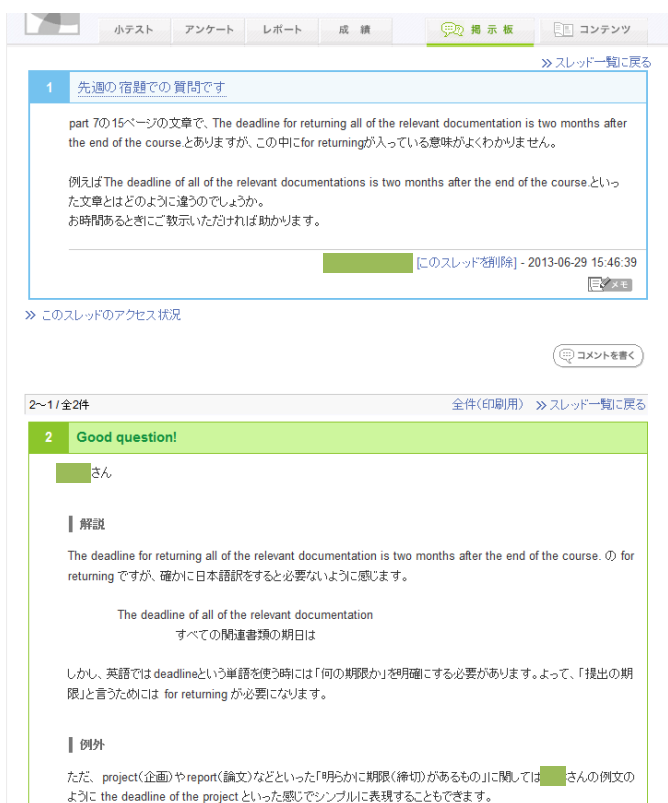 小テスト アンケート レポート 成 績 掲 示 板 コンテンツ
≫ スレッド一覧に戻る
1 先週の宿題での質問です
part 7の15ページの文章で、The deadline for returning all of the relevant documentation is two months after
the end of the course.とありますが、この中にfor returningが入っている意味がよくわかりません。
例えばThe deadline of all of the relevant documentations is two months after the end of the course.といっ
た文章とはどのように違うのでしょうか。
お時間あるときにご教示いただければ助かります。
[このスレッドを削除] - 2013-06-29 15:46:39
メモ
≫ このスレッドのアクセス状況
コメントを書く
2～1 / 全2件 全件(印刷用) ≫ スレッド一覧に戻る
2 Good question!
さん
解説
The deadline for returning all of the relevant documentation is two months after the end of the course. の for
returning ですが、確かに日本語訳をすると必要ないように感じます。
The deadline of all of the relevant documentation
すべての関連書類の期日は
しかし、英語では deadlineという単語を使う時には「何の期限か」を明確にする必要があります。よって、「提出の期
限」と言うためには for returning が必要になります。
例外
ただ、project(企画)やreport(論文)などといった「明らかに期限(締切)があるもの」に関しては さんの例文の
ように the deadline of the project といった感じでシンプルに表現することもできます。